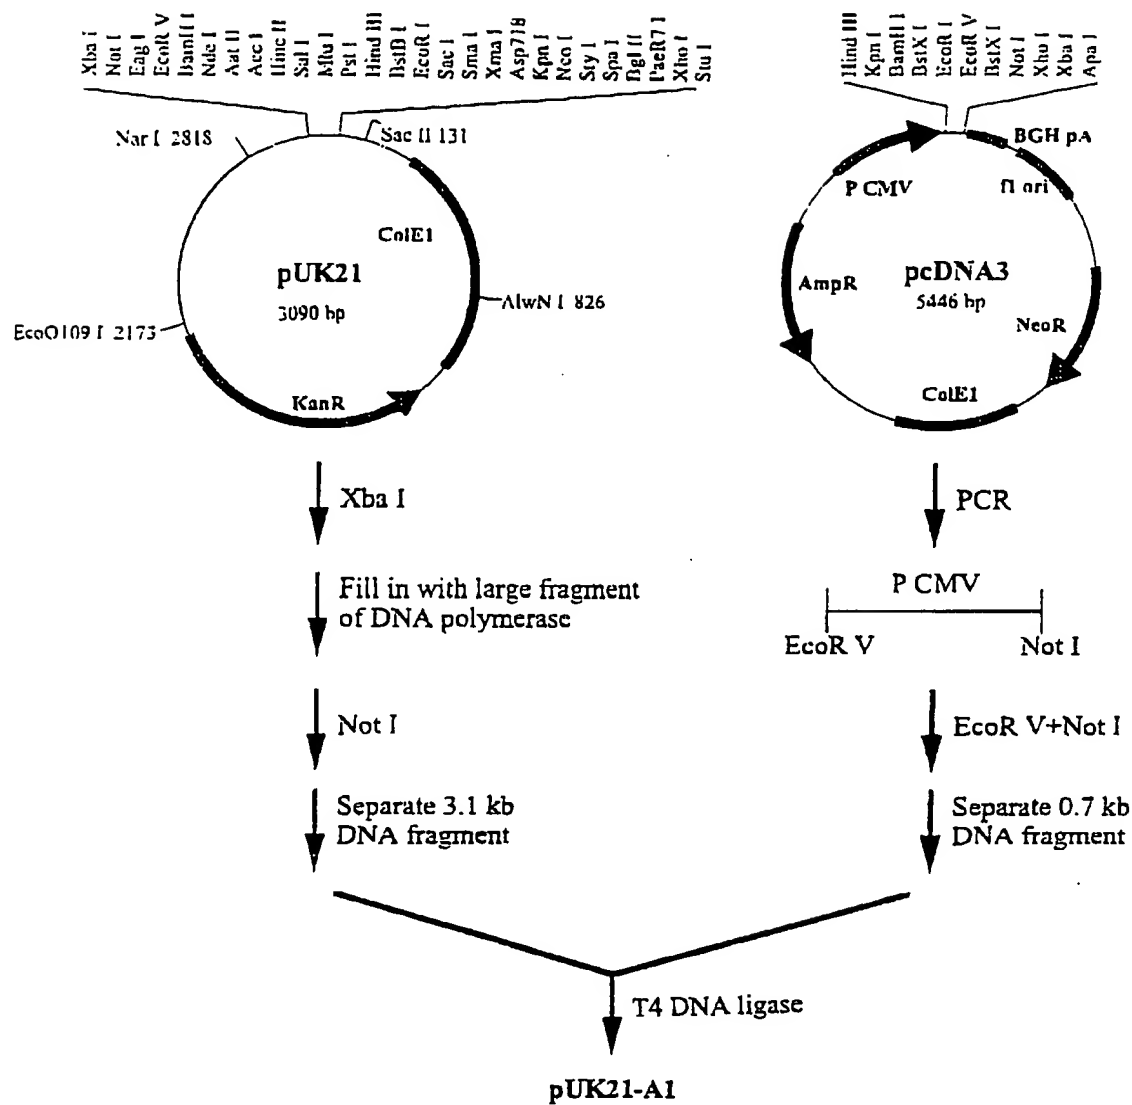 Xba I
Not I
Eag I
EcoR V
BamH I
Nde I
Aat II
Acc I
Hinc II
Sal I
Mlu I
Pst I
Hind III
BstB I
EcoR I
Sac I
Sma I
Xma I
Asp718
Kpn I
Nco I
Sty I
Spa I
Bgl II
PaeR7 I
Xho I
Stu I
Nar I 2818
Sac II 131
ColE1
pUK21
3090 bp
AlwN I 826
EcoO109 I 2173
KanR
Hind III
Kpn I
BamH I
BstX I
EcoR I
EcoR V
BstX I
Not I
Xho I
Xba I
Apa I
BGH pA
P CMV
f1 ori
AmpR
pcDNA3
5446 bp
NeoR
ColE1
Xba I
Fill in with large fragment
of DNA polymerase
Not I
Separate 3.1 kb
DNA fragment
PCR
P CMV
EcoR V
Not I
EcoR V+Not I
Separate 0.7 kb
DNA fragment
T4 DNA ligase
pUK21-A1